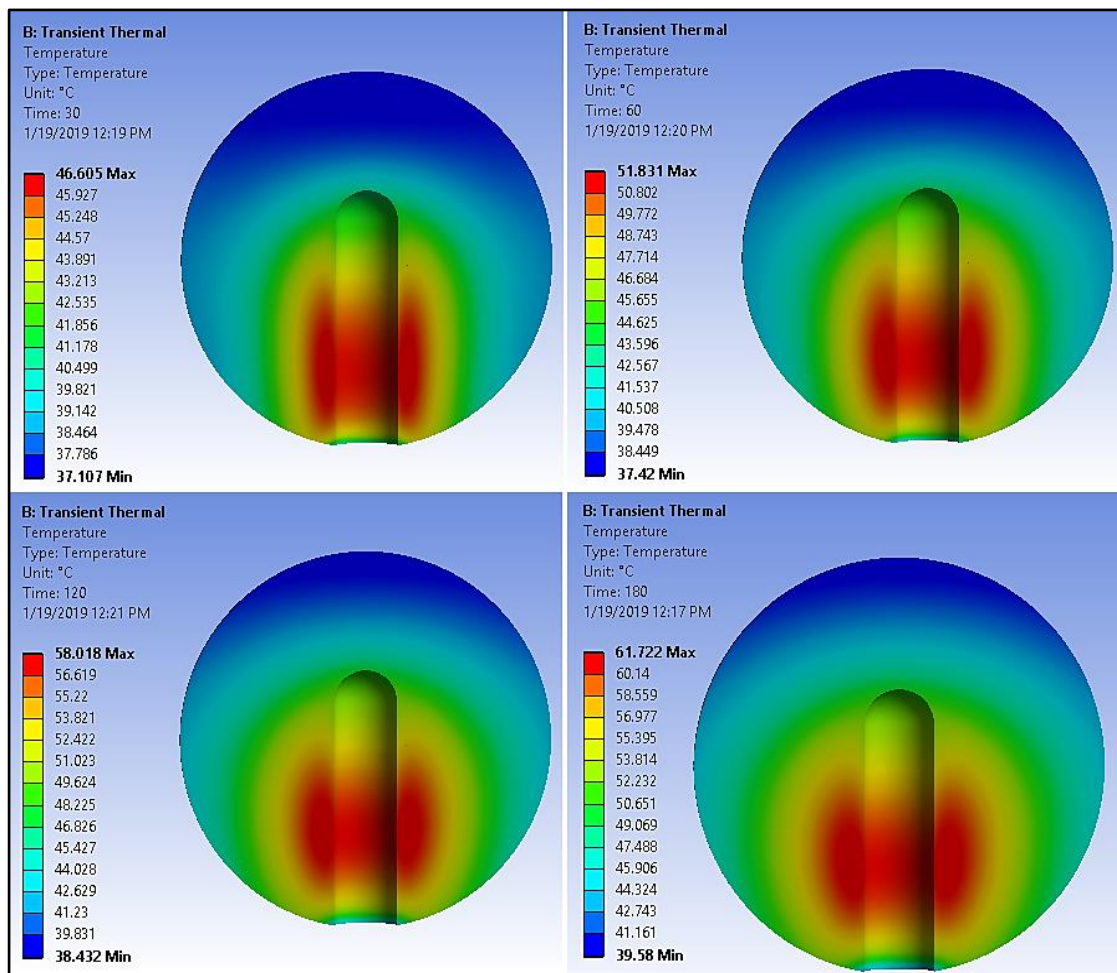 B: Transient Thermal
Temperature
Type: Temperature
Unit: °C
Time: 30
1/19/2019 12:19 PM
46.605 Max
45.927
45.248
44.57
43.891
43.213
42.535
41.856
41.178
40.499
39.821
39.142
38.464
37.786
37.107 Min
B: Transient Thermal
Temperature
Type: Temperature
Unit: °C
Time: 60
1/19/2019 12:20 PM
51.831 Max
50.802
49.772
48.743
47.714
46.684
45.655
44.625
43.596
42.567
41.537
40.508
39.478
38.449
37.42 Min
B: Transient Thermal
Temperature
Type: Temperature
Unit: °C
Time: 120
1/19/2019 12:21 PM
58.018 Max
56.619
55.22
53.821
52.422
51.023
49.624
48.225
46.826
45.427
44.028
42.629
41.23
39.831
38.432 Min
B: Transient Thermal
Temperature
Type: Temperature
Unit: °C
Time: 180
1/19/2019 12:17 PM
61.722 Max
60.14
58.559
56.977
55.395
53.814
52.232
50.651
49.069
47.488
45.906
44.324
42.743
41.161
39.58 Min